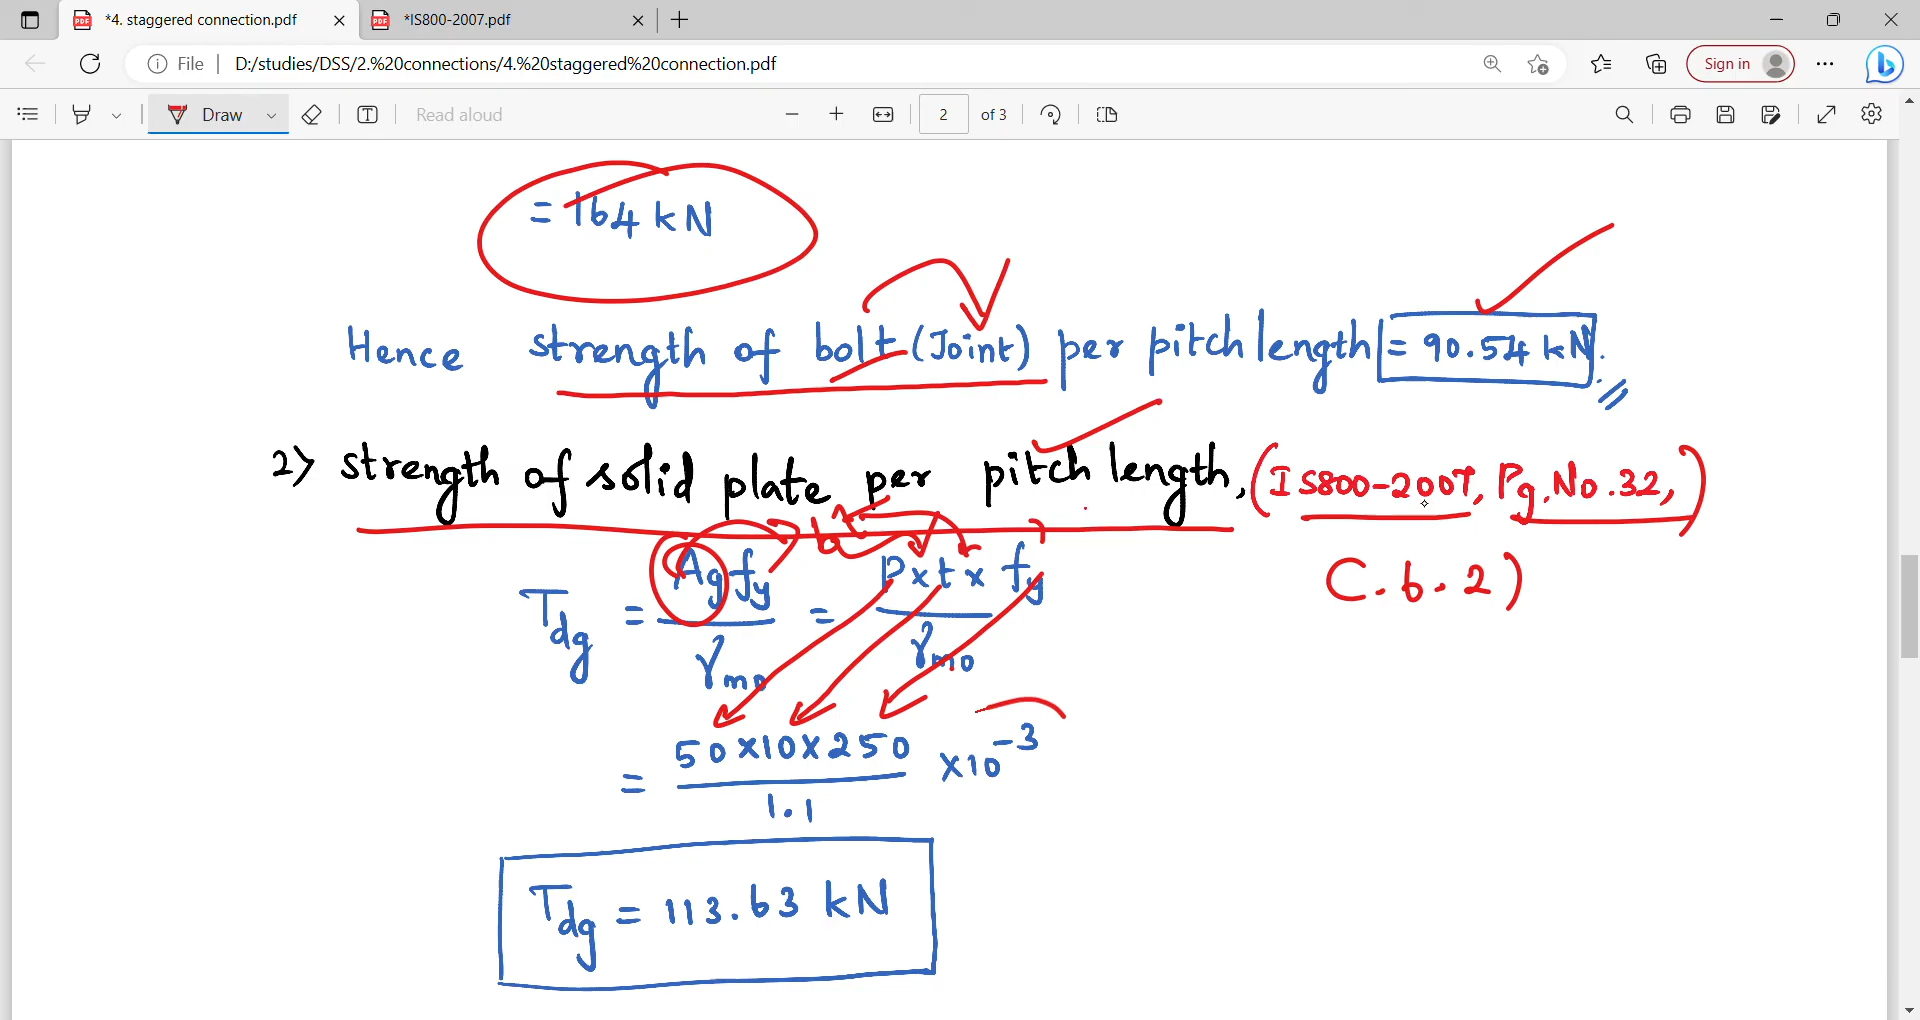 *4. staggered connection.pdf
*IS800-2007.pdf
File | D:/studies/DSS/2.%20connections/4.%20staggered%20connection.pdf
Sign in
Draw
Read aloud
2 of 3
= 164 kN
Hence strength of bolt (Joint) per pitch length = 90.54 kN.
2> strength of solid plate per pitch length, (IS800-2007, Pg.No.32,
C.6.2)
Tdg = Ag fy / γmo = P x t x fy / γmo
= 50 x 10 x 250 / 1.1 x 10^-3
Tdg = 113.63 kN